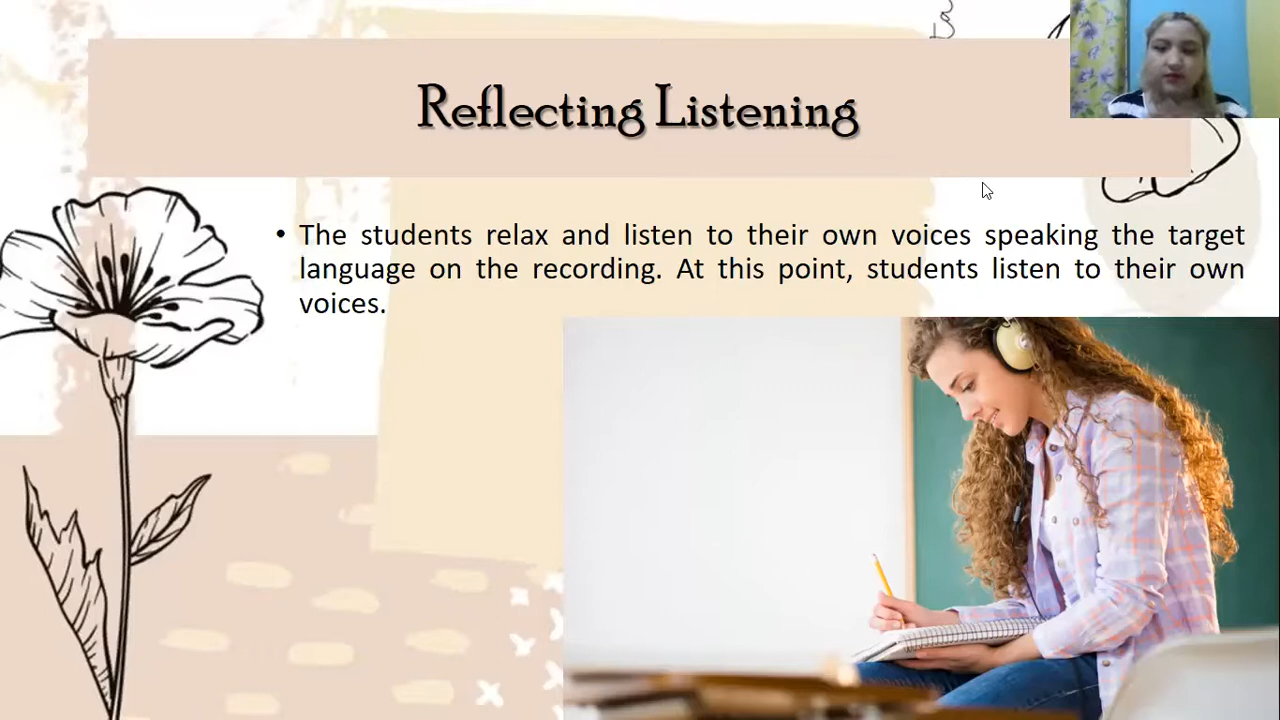 Reflecting Listening
• The students relax and listen to their own voices speaking the target
language on the recording. At this point, students listen to their own
voices.